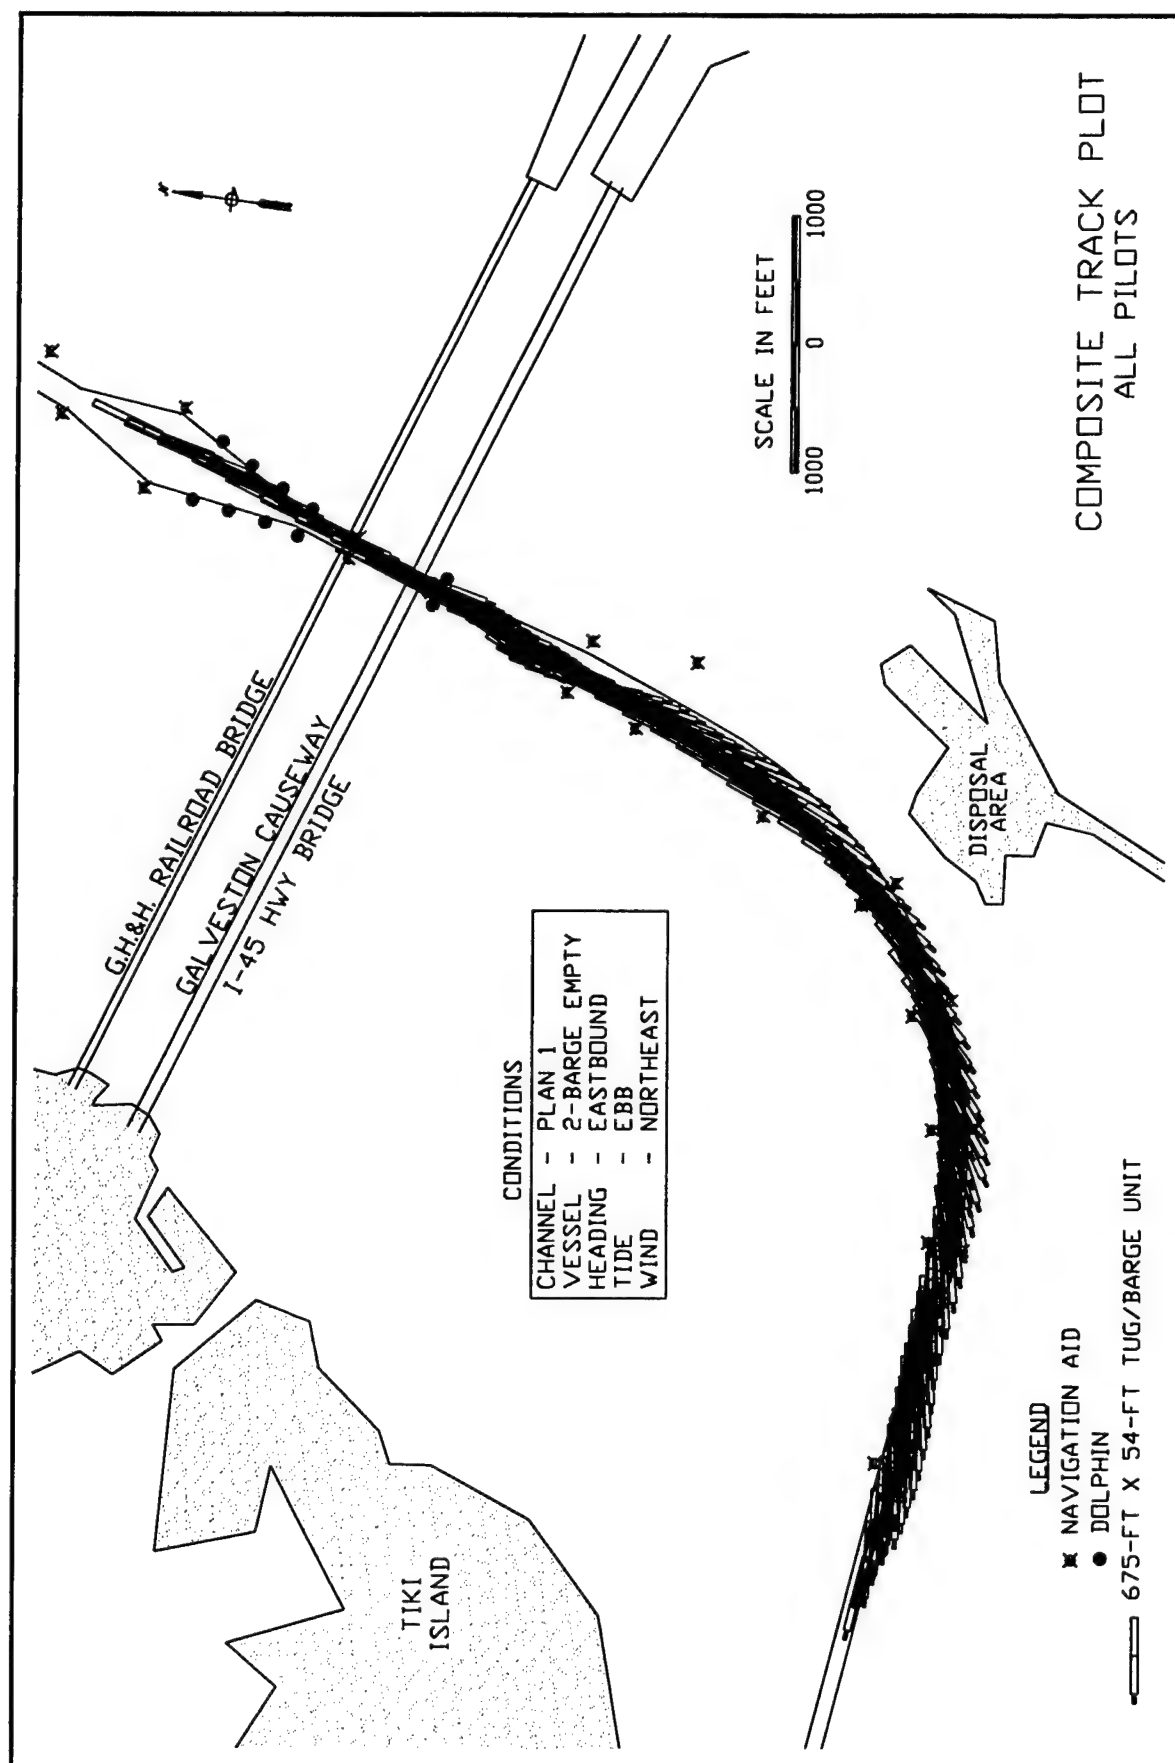 G.H.&H. RAILROAD BRIDGE
GALVESTON CAUSEWAY
I-45 HWY BRIDGE
N
TIKI
ISLAND
CONDITIONS
CHANNEL - PLAN 1
VESSEL - 2-BARGE EMPTY
HEADING - EASTBOUND
TIDE - EBB
WIND - NORTHEAST
SCALE IN FEET
1000 0 1000
DISPOSAL
AREA
LEGEND
NAVIGATION AID
DOLPHIN
675-FT X 54-FT TUG/BARGE UNIT
COMPOSITE TRACK PLOT
ALL PILOTS